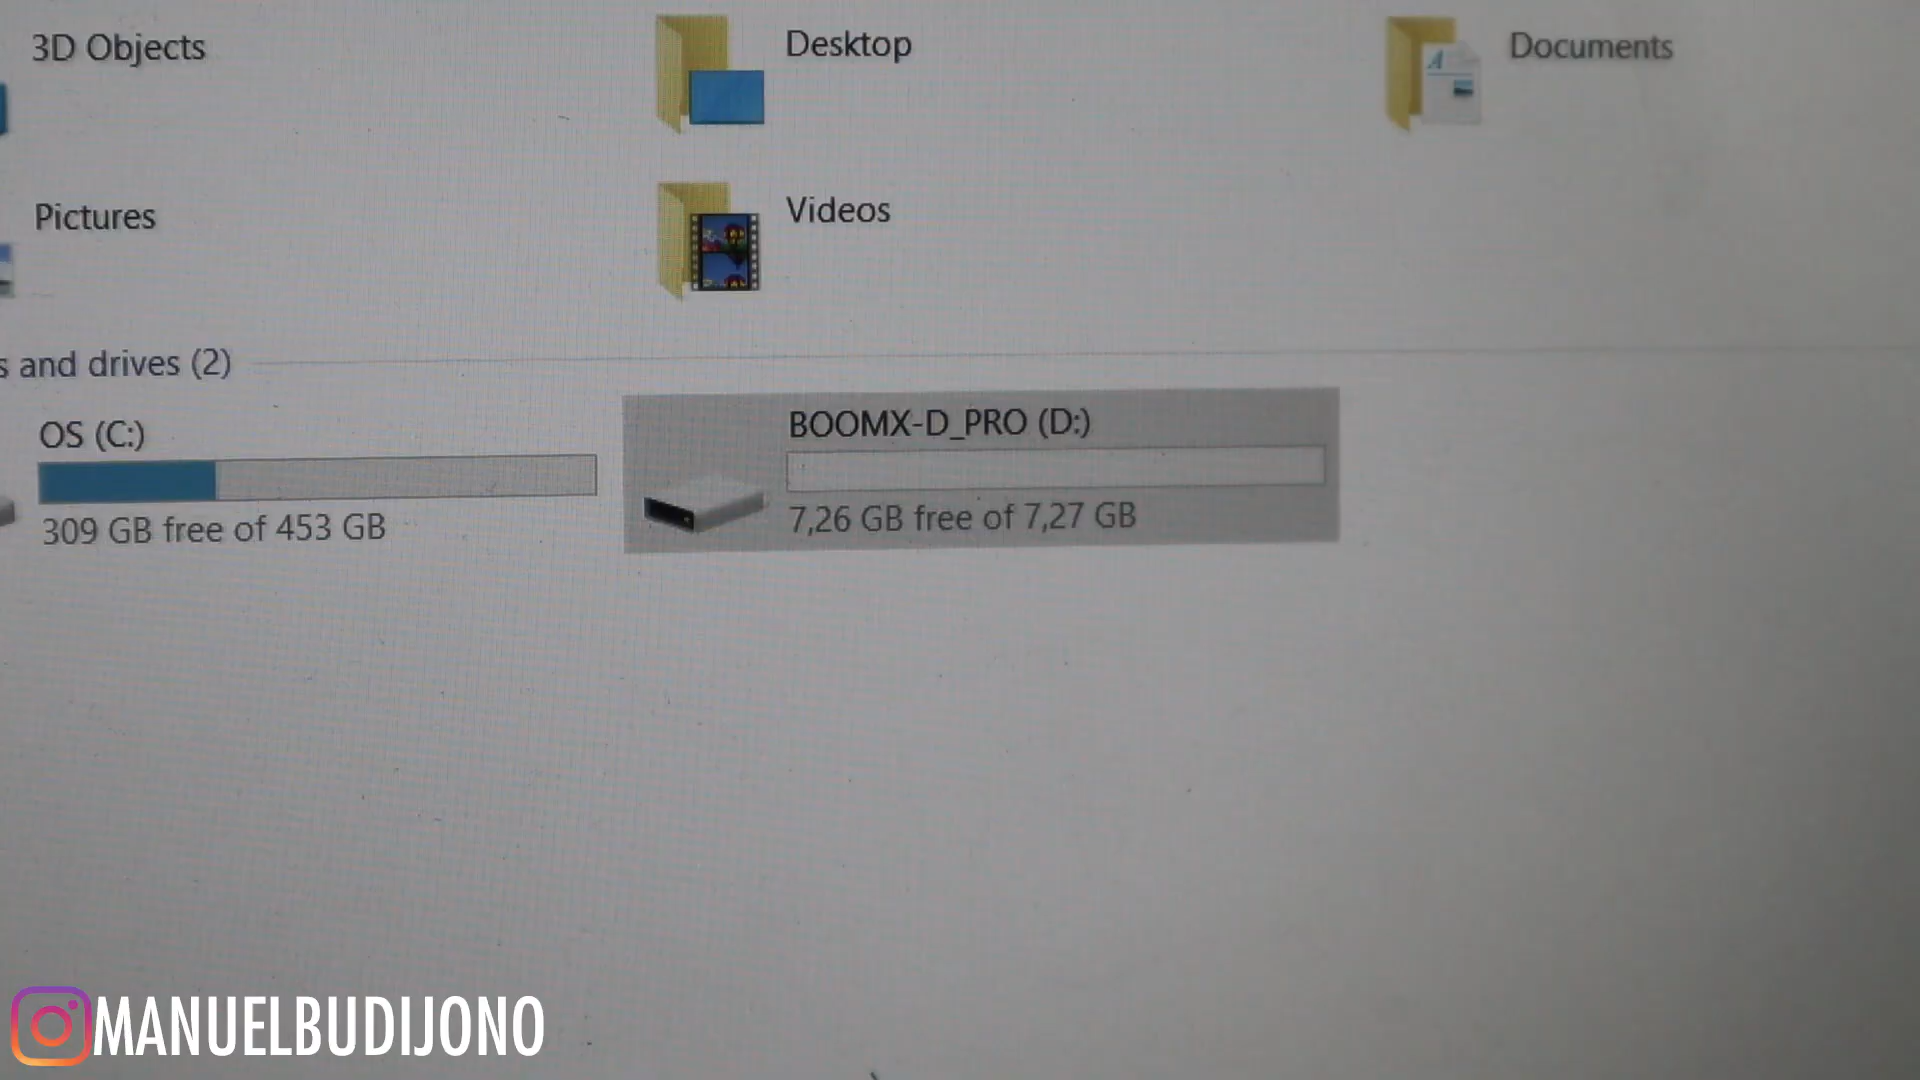 3D Objects
Desktop
Documents
Pictures
Videos
s and drives (2)
OS (C:)
309 GB free of 453 GB
BOOMX-D_PRO (D:)
7,26 GB free of 7,27 GB
MANUELBUDIJONO